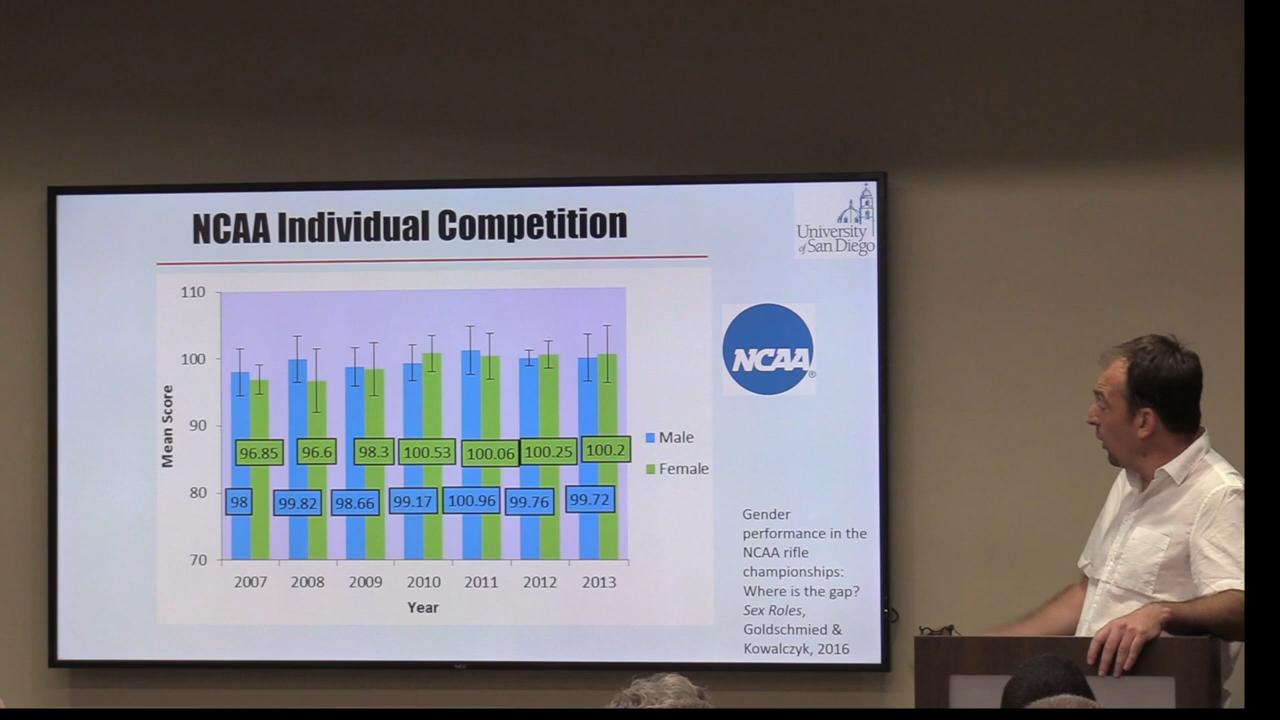 NCAA Individual Competition
University
of San Diego
110
100
90
80
70
Mean Score
96.85
96.6
98.3
100.53
100.06
100.25
100.2
98
99.82
98.66
99.17
100.96
99.76
99.72
2007
2008
2009
2010
2011
2012
2013
Year
Male
Female
NCAA®
Gender
performance in the
NCAA rifle
championships:
Where is the gap?
Sex Roles,
Goldschmied &
Kowalczyk, 2016
NEC